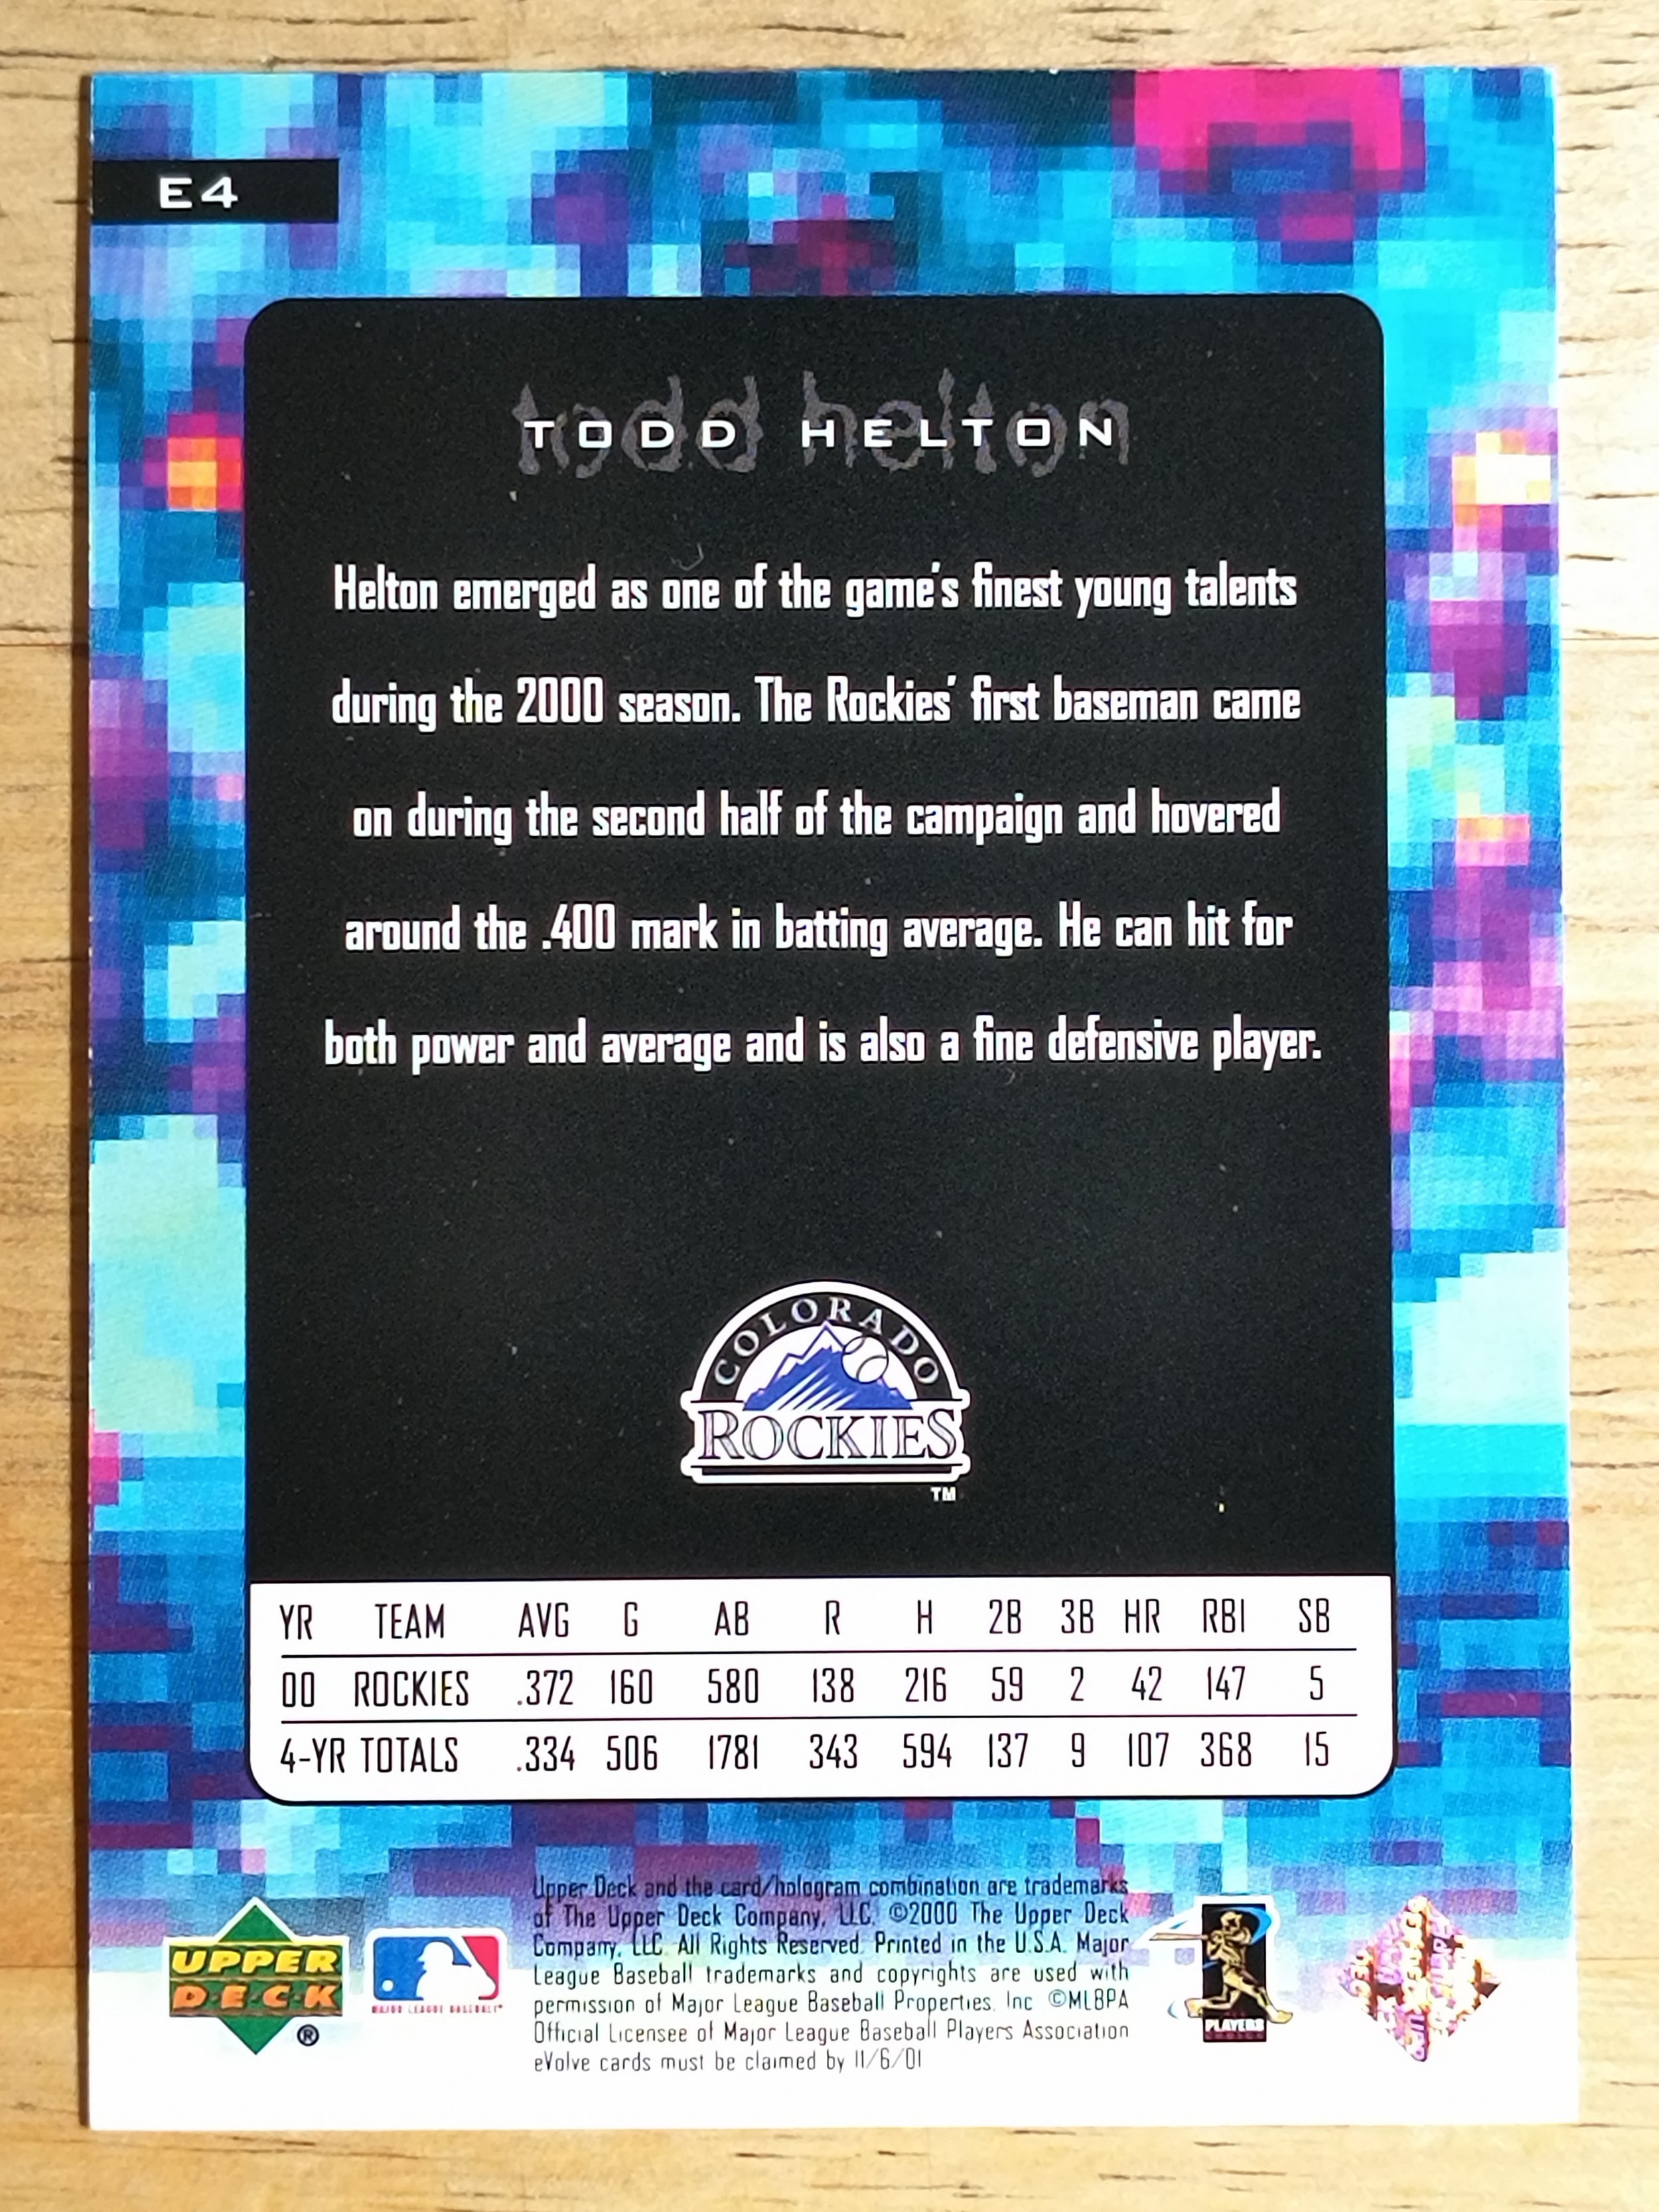 E4
todd helton
TODD HELTON
Helton emerged as one of the game's finest young talents
during the 2000 season. The Rockies' first baseman came
on during the second half of the campaign and hovered
around the .400 mark in batting average. He can hit for
both power and average and is also a fine defensive player.
COLORADO
ROCKIES
TM
YR TEAM AVG G AB R H 2B 3B HR RBI SB
00 ROCKIES .372 160 580 138 216 59 2 42 147 5
4-YR TOTALS .334 506 1781 343 594 137 9 107 368 15
Upper Deck and the card/hologram combination are trademarks
of The Upper Deck Company, LLC. ©2000 The Upper Deck
Company, LLC. All Rights Reserved. Printed in the U.S.A. Major
League Baseball trademarks and copyrights are used with
permission of Major League Baseball Properties, Inc ©MLBPA
Official Licensee of Major League Baseball Players Association
eVolve cards must be claimed by 11/6/01
UPPER
DECK
®
MAJOR LEAGUE BASEBALL
PLAYERS
CHOICE